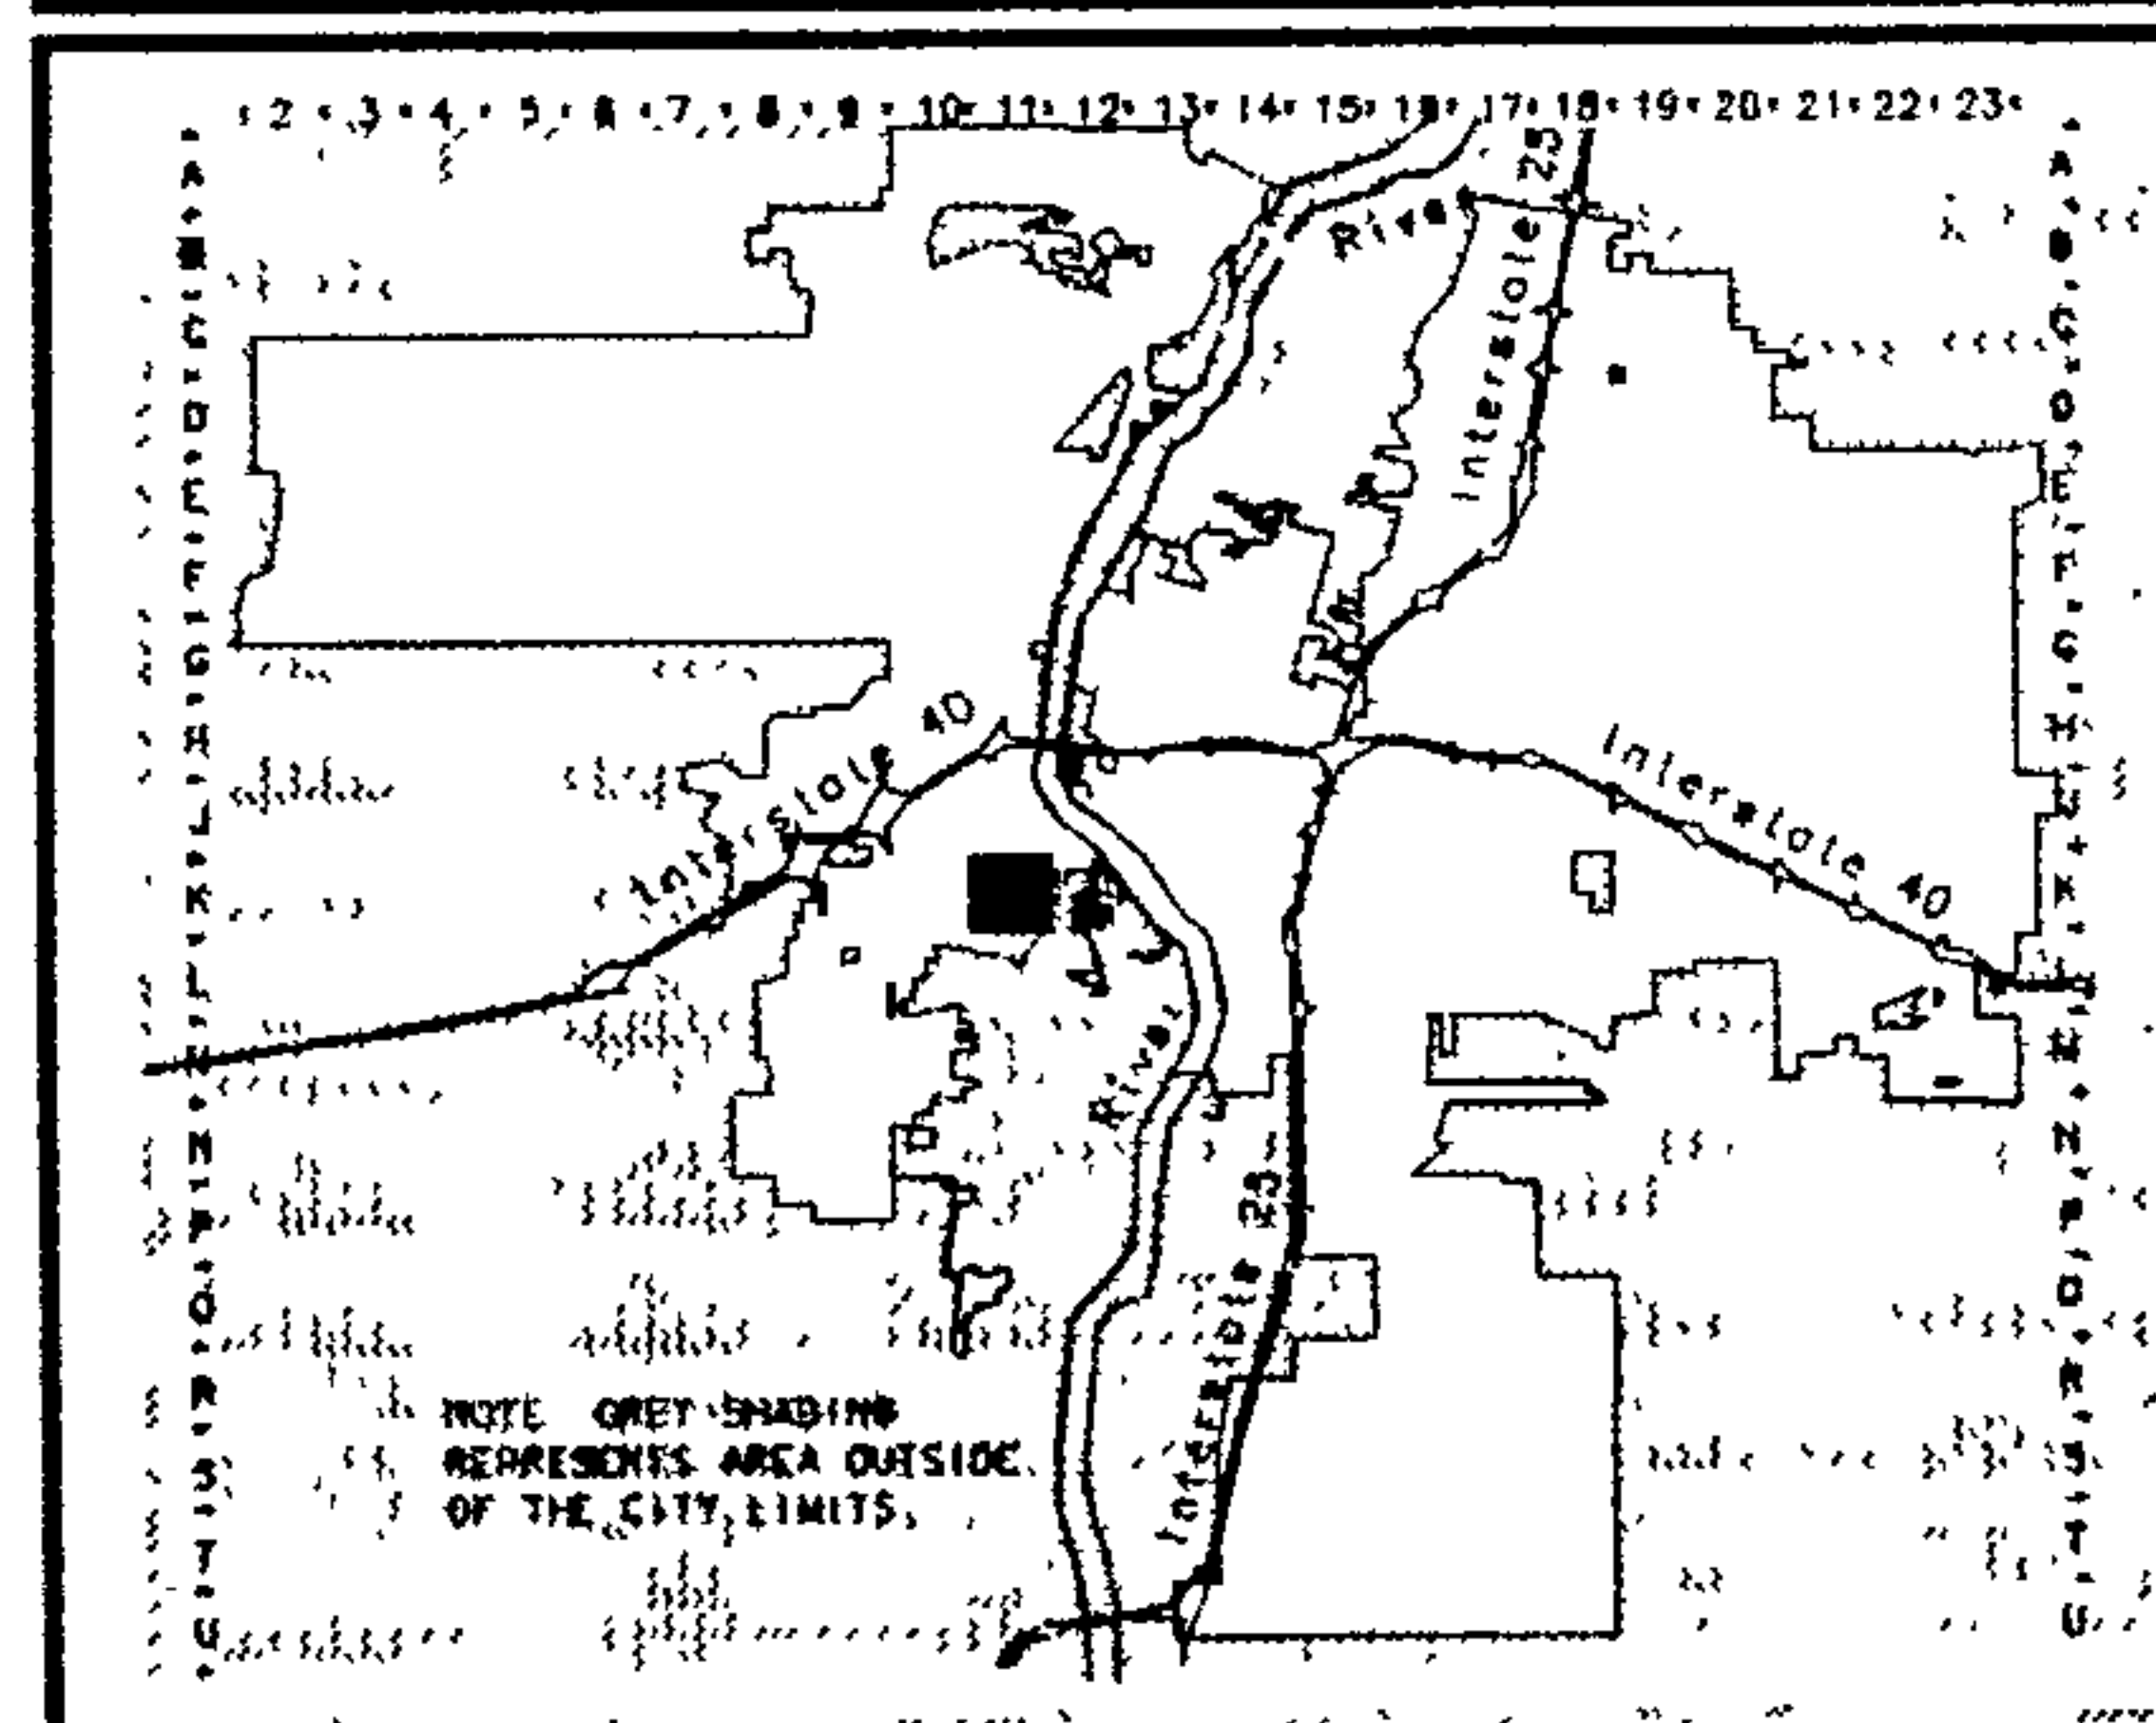 2 3 4 5 6 7 8 9 10 11 12 13 14 15 16 17 18 19 20 21 22 23
A
B
C
D
E
F
G
H
J
K
L
M
N
P
Q
R
S
T
U
A
B
C
D
E
F
G
H
J
K
L
M
N
P
Q
R
S
T
U
River
Interstate 25
Interstate 40
Interstate 40
River
Interstate 25
NOTE GREY SHADING
REPRESENTS AREA OUTSIDE
OF THE CITY LIMITS.